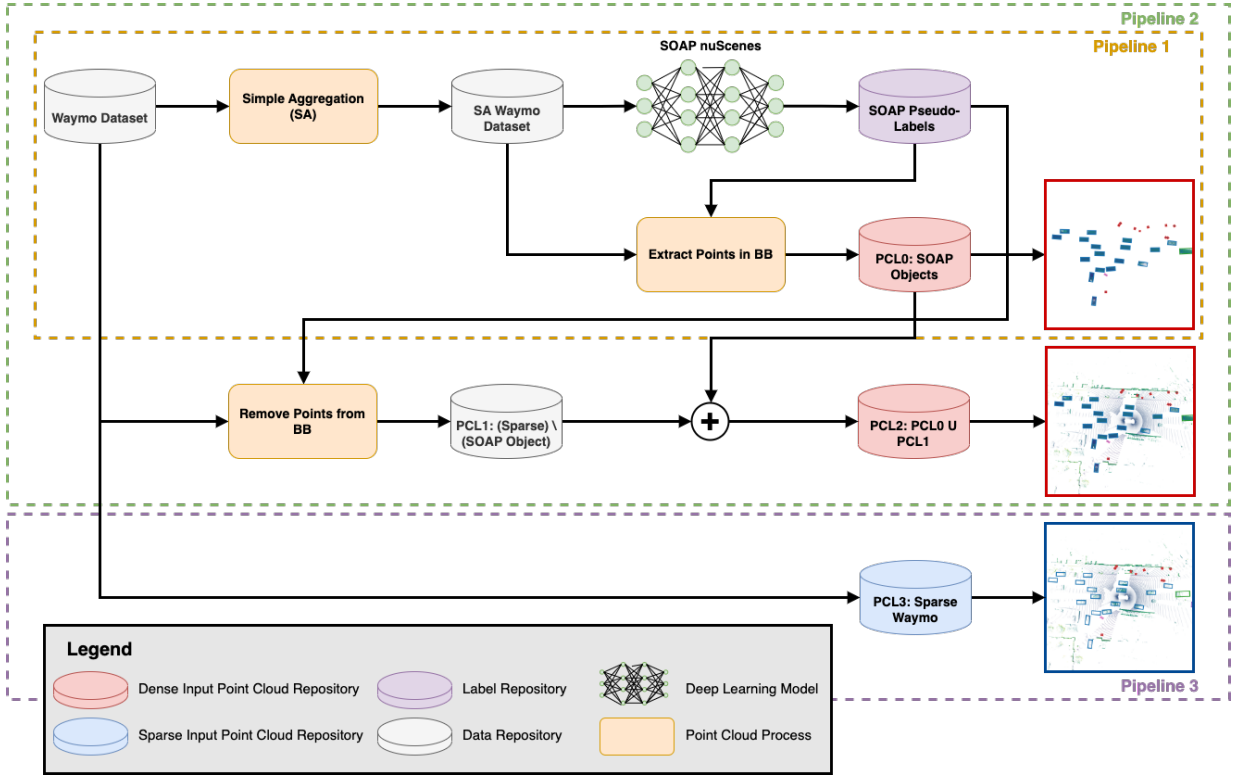 Pipeline 2
Pipeline 1
SOAP nuScenes
Waymo Dataset
Simple Aggregation
(SA)
SA Waymo
Dataset
SOAP Pseudo-
Labels
Extract Points in BB
PCL0: SOAP
Objects
Remove Points from
BB
PCL1: (Sparse) \
(SOAP Object)
+
PCL2: PCL0 U
PCL1
PCL3: Sparse
Waymo
Pipeline 3
Legend
Dense Input Point Cloud Repository
Label Repository
Deep Learning Model
Sparse Input Point Cloud Repository
Data Repository
Point Cloud Process